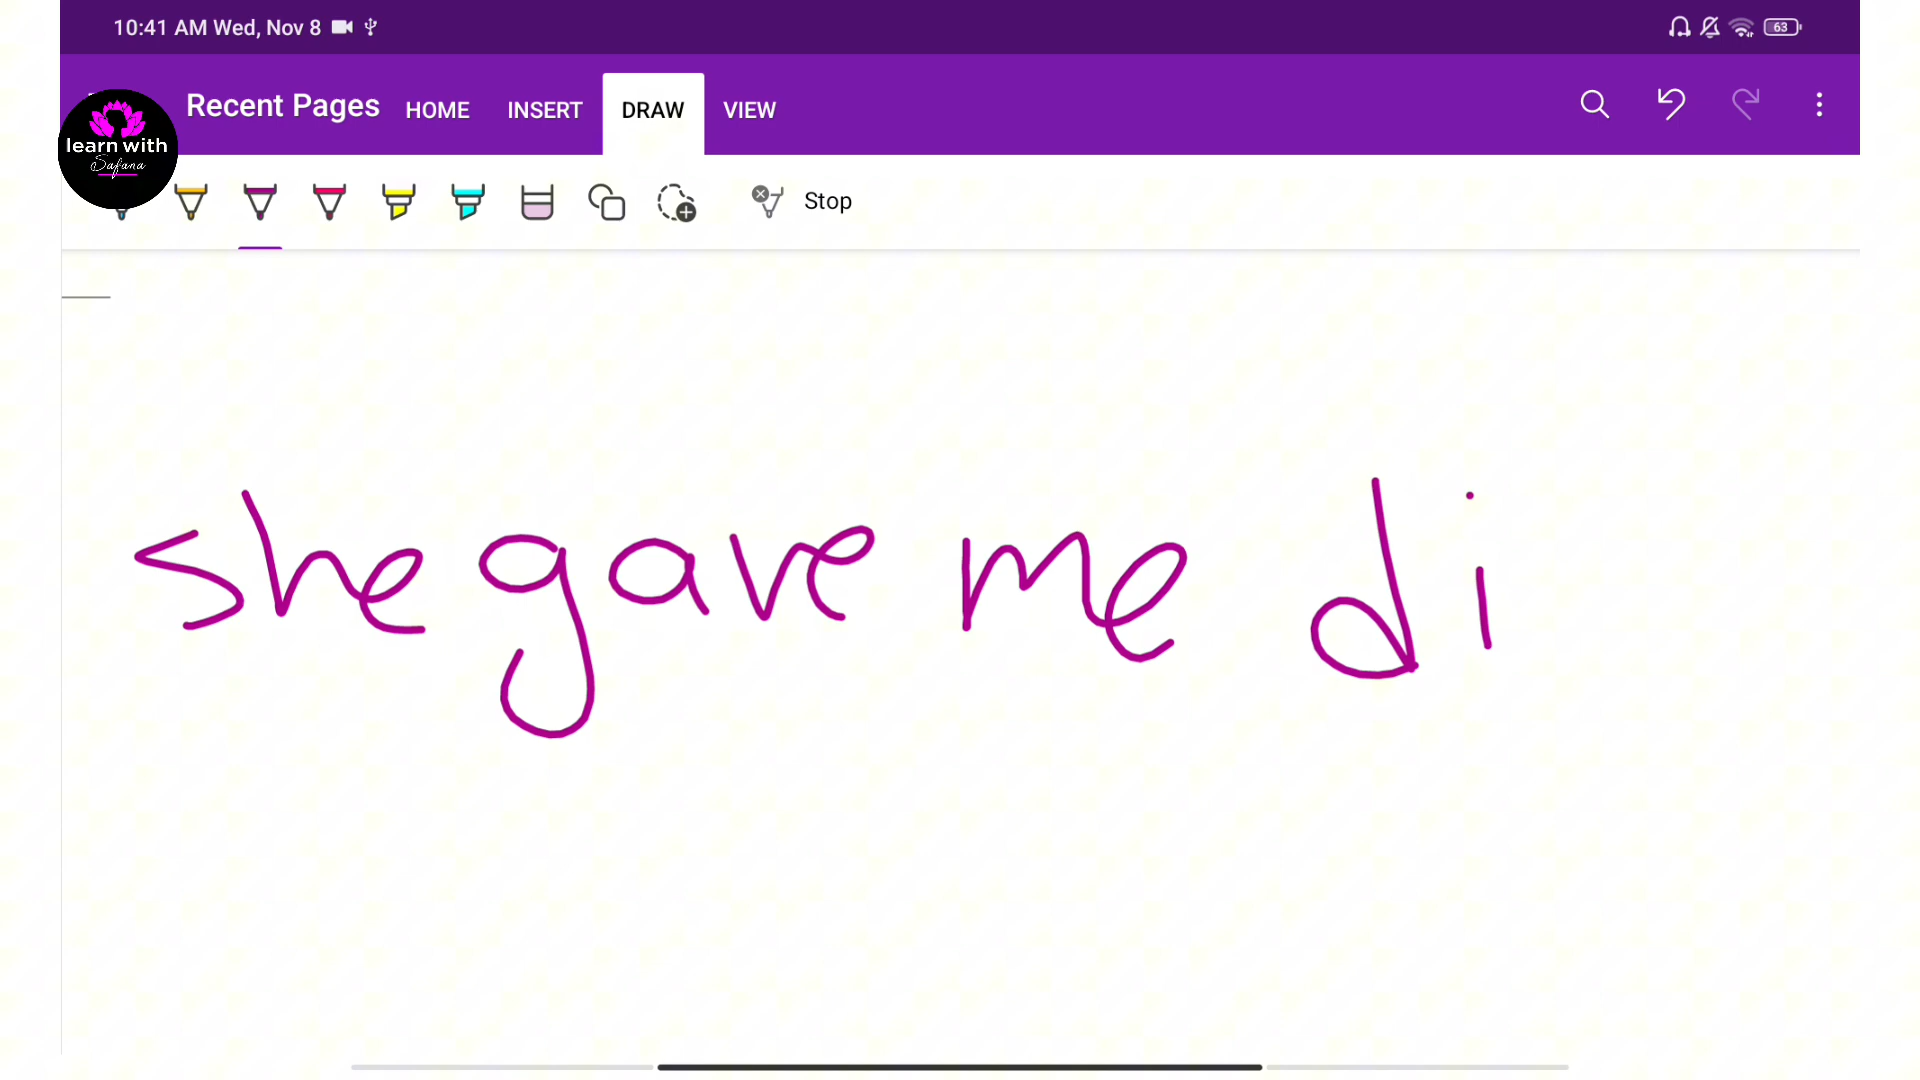 10:41 AM Wed, Nov 8 63
learn with
Safana
Recent Pages HOME INSERT DRAW VIEW
Stop
she gave me di